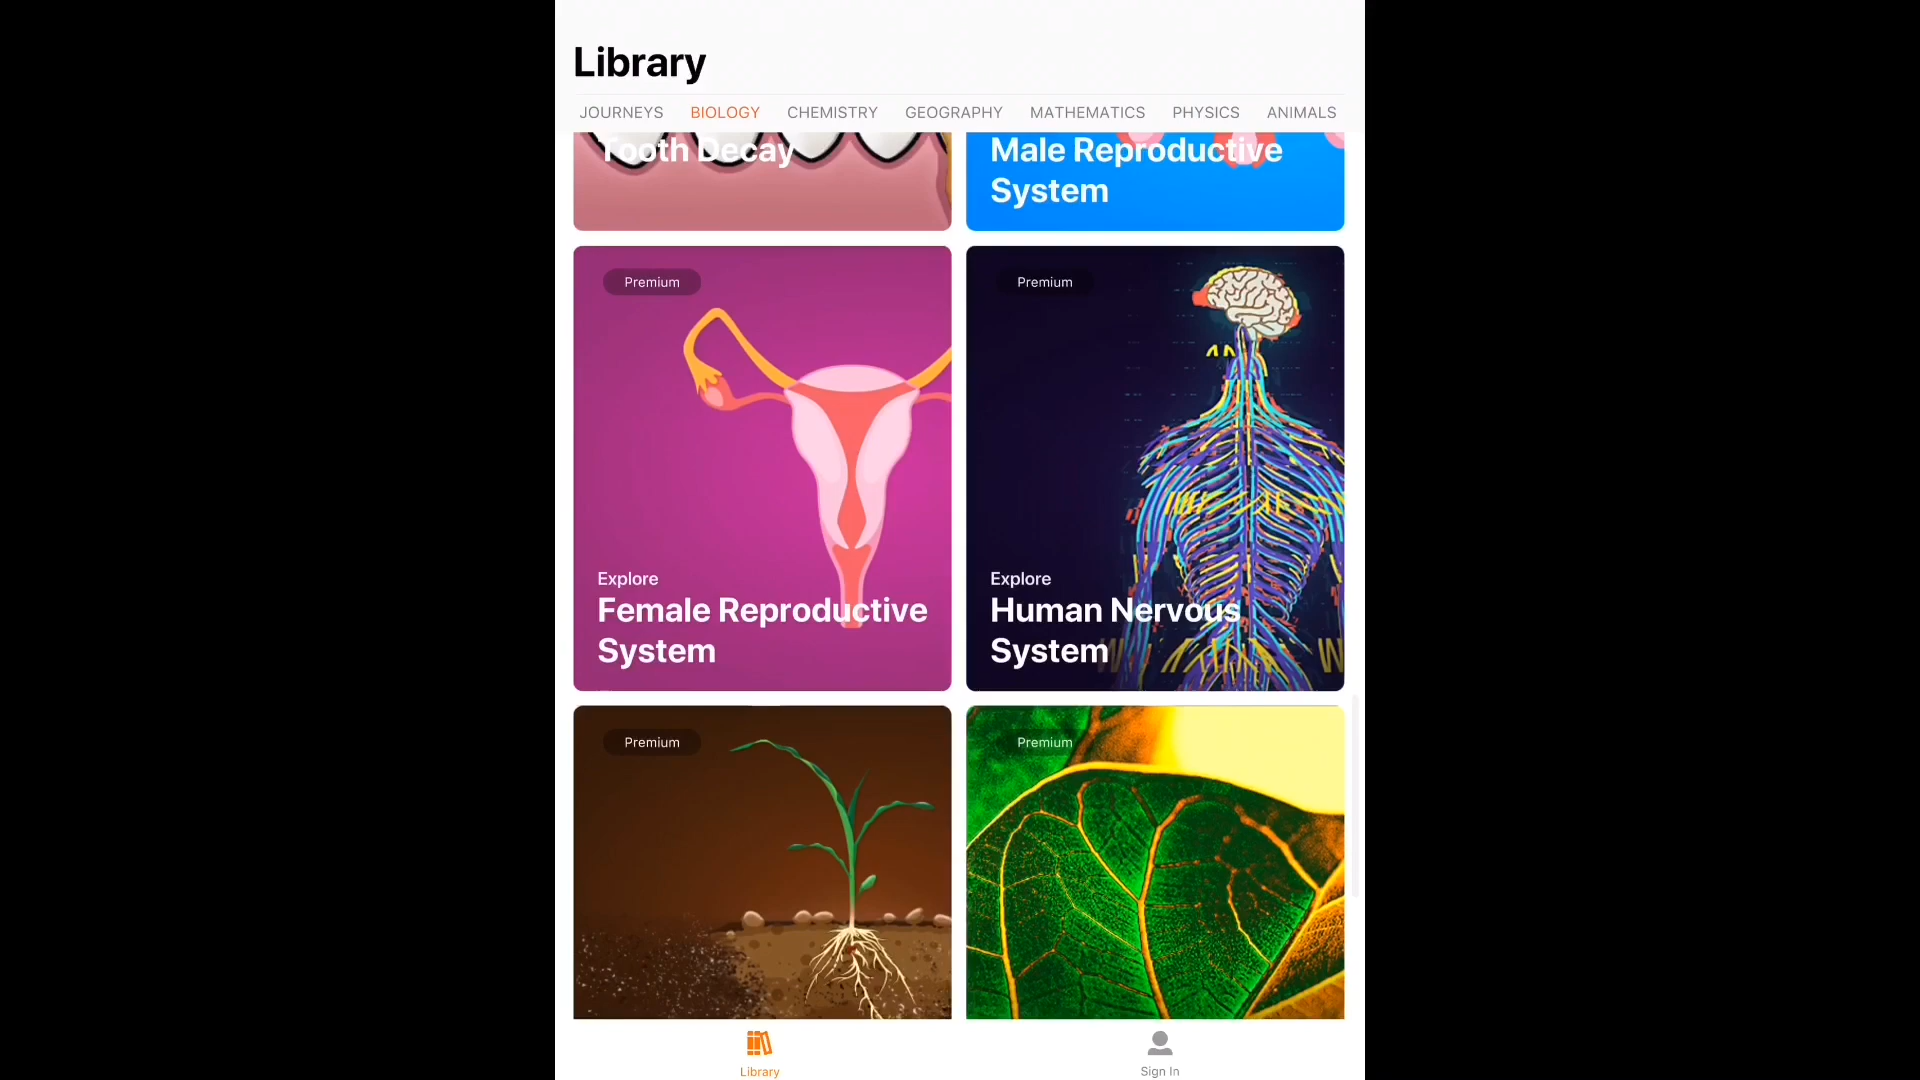 Library
JOURNEYS BIOLOGY CHEMISTRY GEOGRAPHY MATHEMATICS PHYSICS ANIMALS
Tooth Decay
Male Reproductive
System
Premium
Explore
Female Reproductive
System
Premium
Explore
Human Nervous
System
Premium
Premium
Library
Sign In